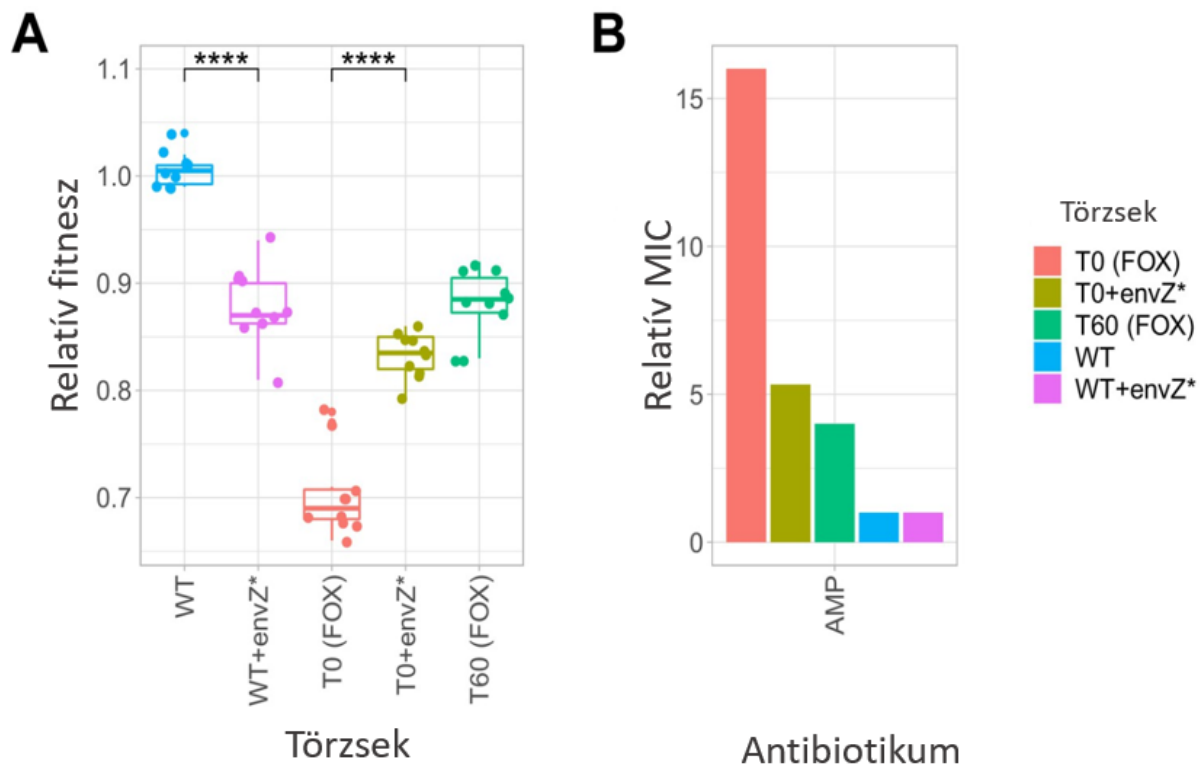 A
B
****
****
1.1
1.0
0.9
0.8
0.7
Relatív fitnesz
WT
WT+envZ*
T0 (FOX)
T0+envZ*
T60 (FOX)
Törzsek
15
10
5
0
Relatív MIC
AMP
Antibiotikum
Törzsek
T0 (FOX)
T0+envZ*
T60 (FOX)
WT
WT+envZ*